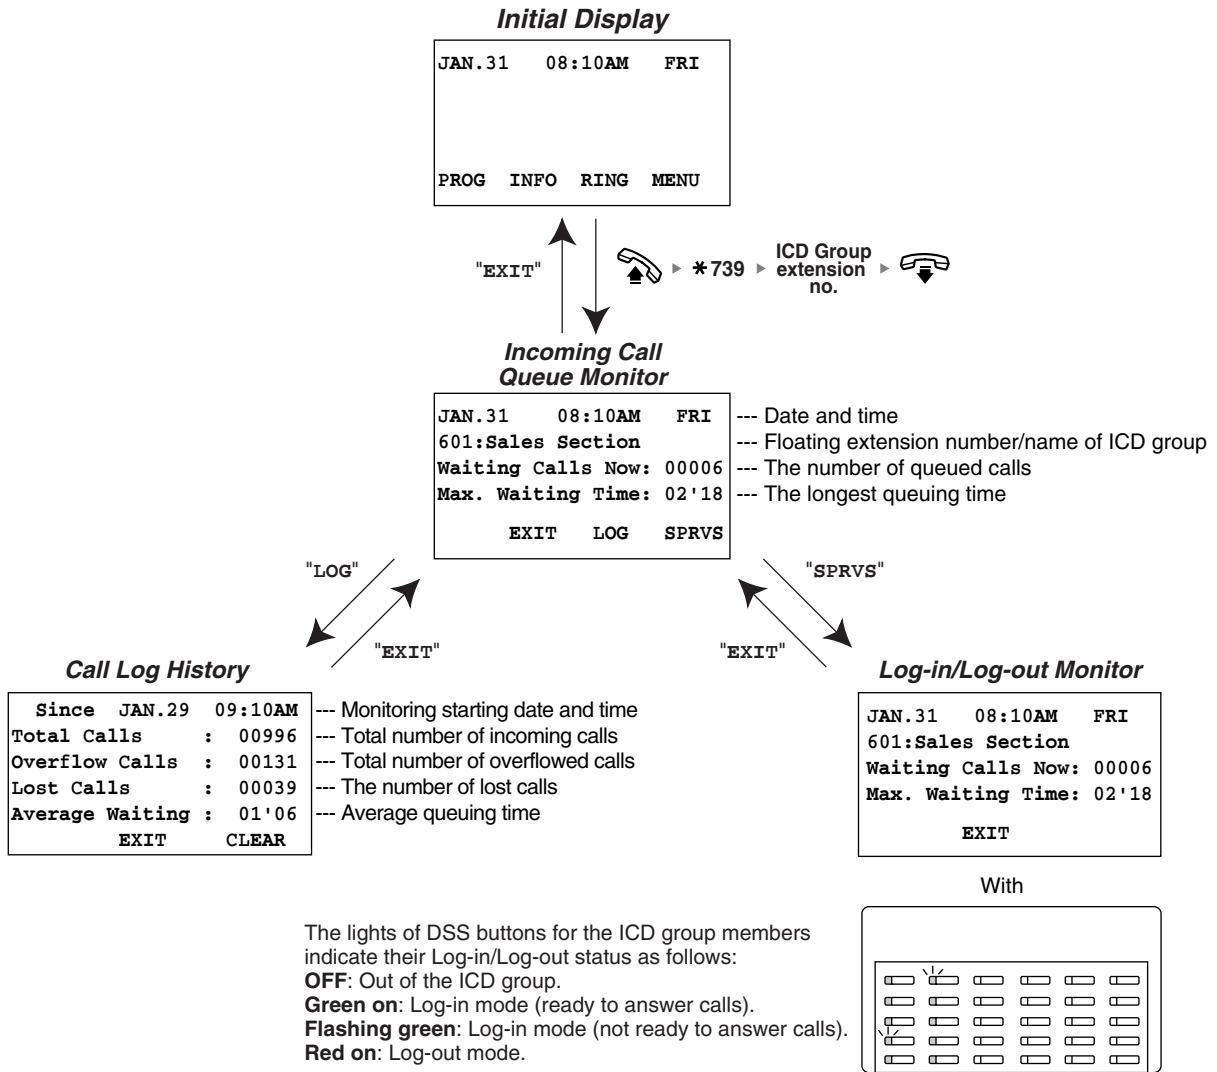 Initial Display
JAN.31 08:10AM FRI
PROG INFO RING MENU
"EXIT"
*739
ICD Group
extension
no.
Incoming Call
Queue Monitor
JAN.31 08:10AM FRI
601:Sales Section
Waiting Calls Now: 00006
Max. Waiting Time: 02'18
EXIT LOG SPRVS
--- Date and time
--- Floating extension number/name of ICD group
--- The number of queued calls
--- The longest queuing time
"LOG"
"EXIT"
"SPRVS"
"EXIT"
Call Log History
Since JAN.29 09:10AM
Total Calls : 00996
Overflow Calls : 00131
Lost Calls : 00039
Average Waiting : 01'06
EXIT CLEAR
--- Monitoring starting date and time
--- Total number of incoming calls
--- Total number of overflowed calls
--- The number of lost calls
--- Average queuing time
Log-in/Log-out Monitor
JAN.31 08:10AM FRI
601:Sales Section
Waiting Calls Now: 00006
Max. Waiting Time: 02'18
EXIT
With
The lights of DSS buttons for the ICD group members
indicate their Log-in/Log-out status as follows:
OFF: Out of the ICD group.
Green on: Log-in mode (ready to answer calls).
Flashing green: Log-in mode (not ready to answer calls).
Red on: Log-out mode.